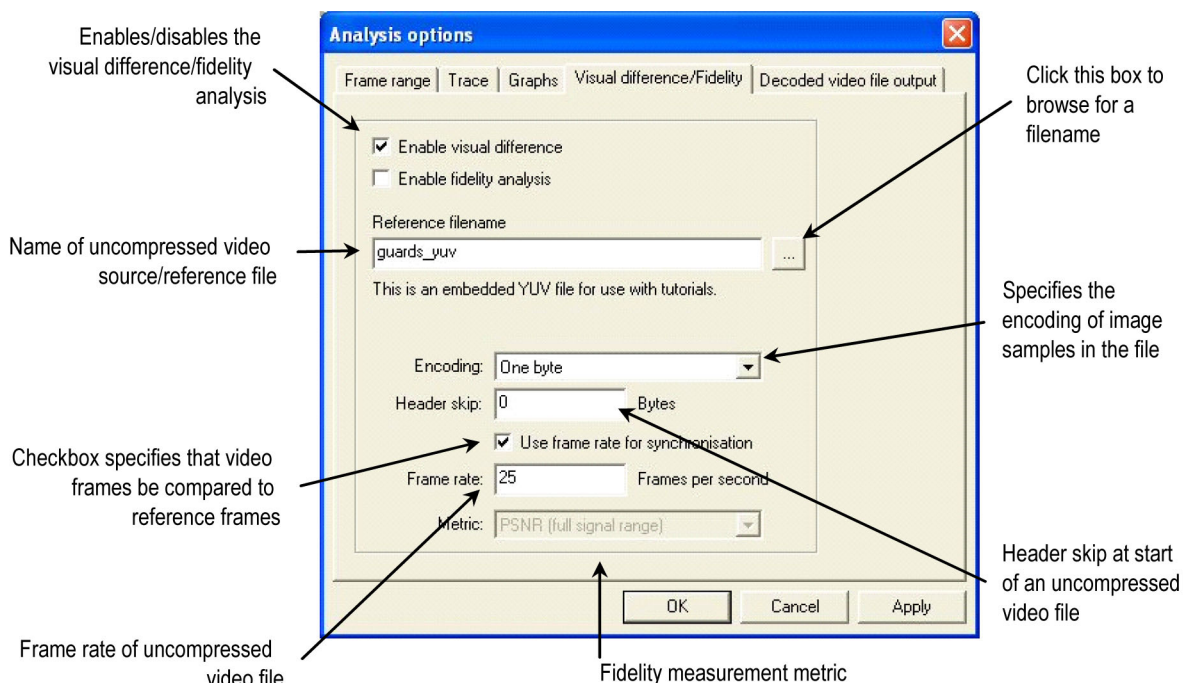 Enables/disables the
visual difference/fidelity
analysis
Analysis options
Frame range
Trace
Graphs
Visual difference/Fidelity
Decoded video file output
Click this box to
browse for a
filename
Enable visual difference
Enable fidelity analysis
Reference filename
Name of uncompressed video
source/reference file
guards_yuv
...
This is an embedded YUV file for use with tutorials.
Specifies the
encoding of image
samples in the file
Encoding: One byte
Header skip: 0 Bytes
Use frame rate for synchronisation
Checkbox specifies that video
frames be compared to
reference frames
Frame rate: 25 Frames per second
Metric: PSNR (full signal range)
Header skip at start
of an uncompressed
video file
OK
Cancel
Apply
Frame rate of uncompressed
video file
Fidelity measurement metric